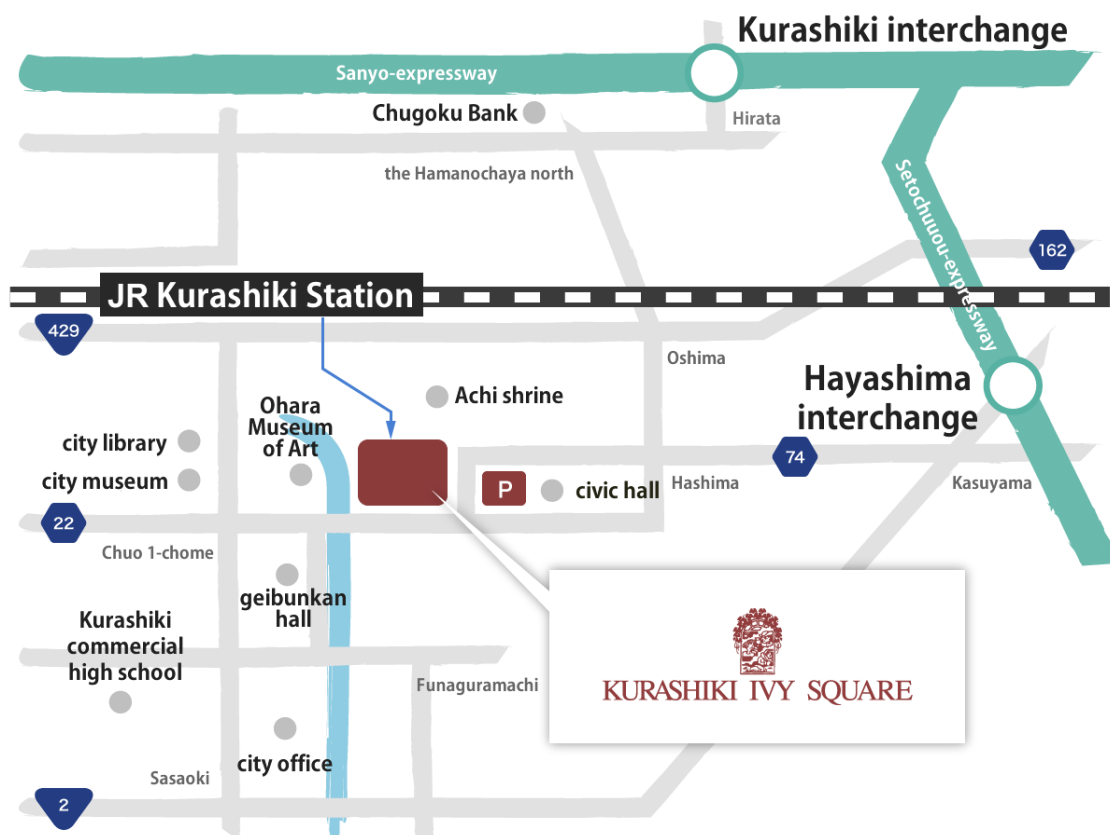 Kurashiki interchange
Sanyo-expressway
Chugoku Bank
Hirata
the Hamanochaya north
Setochuuou-expressway
162
JR Kurashiki Station
429
Oshima
Hayashima
interchange
Achi shrine
Ohara
Museum
of Art
city library
city museum
74
P
civic hall
Hashima
Kasuyama
22
Chuo 1-chome
geibunkan
hall
Kurashiki
commercial
high school
Funaguramachi
KURASHIKI IVY SQUARE
city office
Sasaoki
2